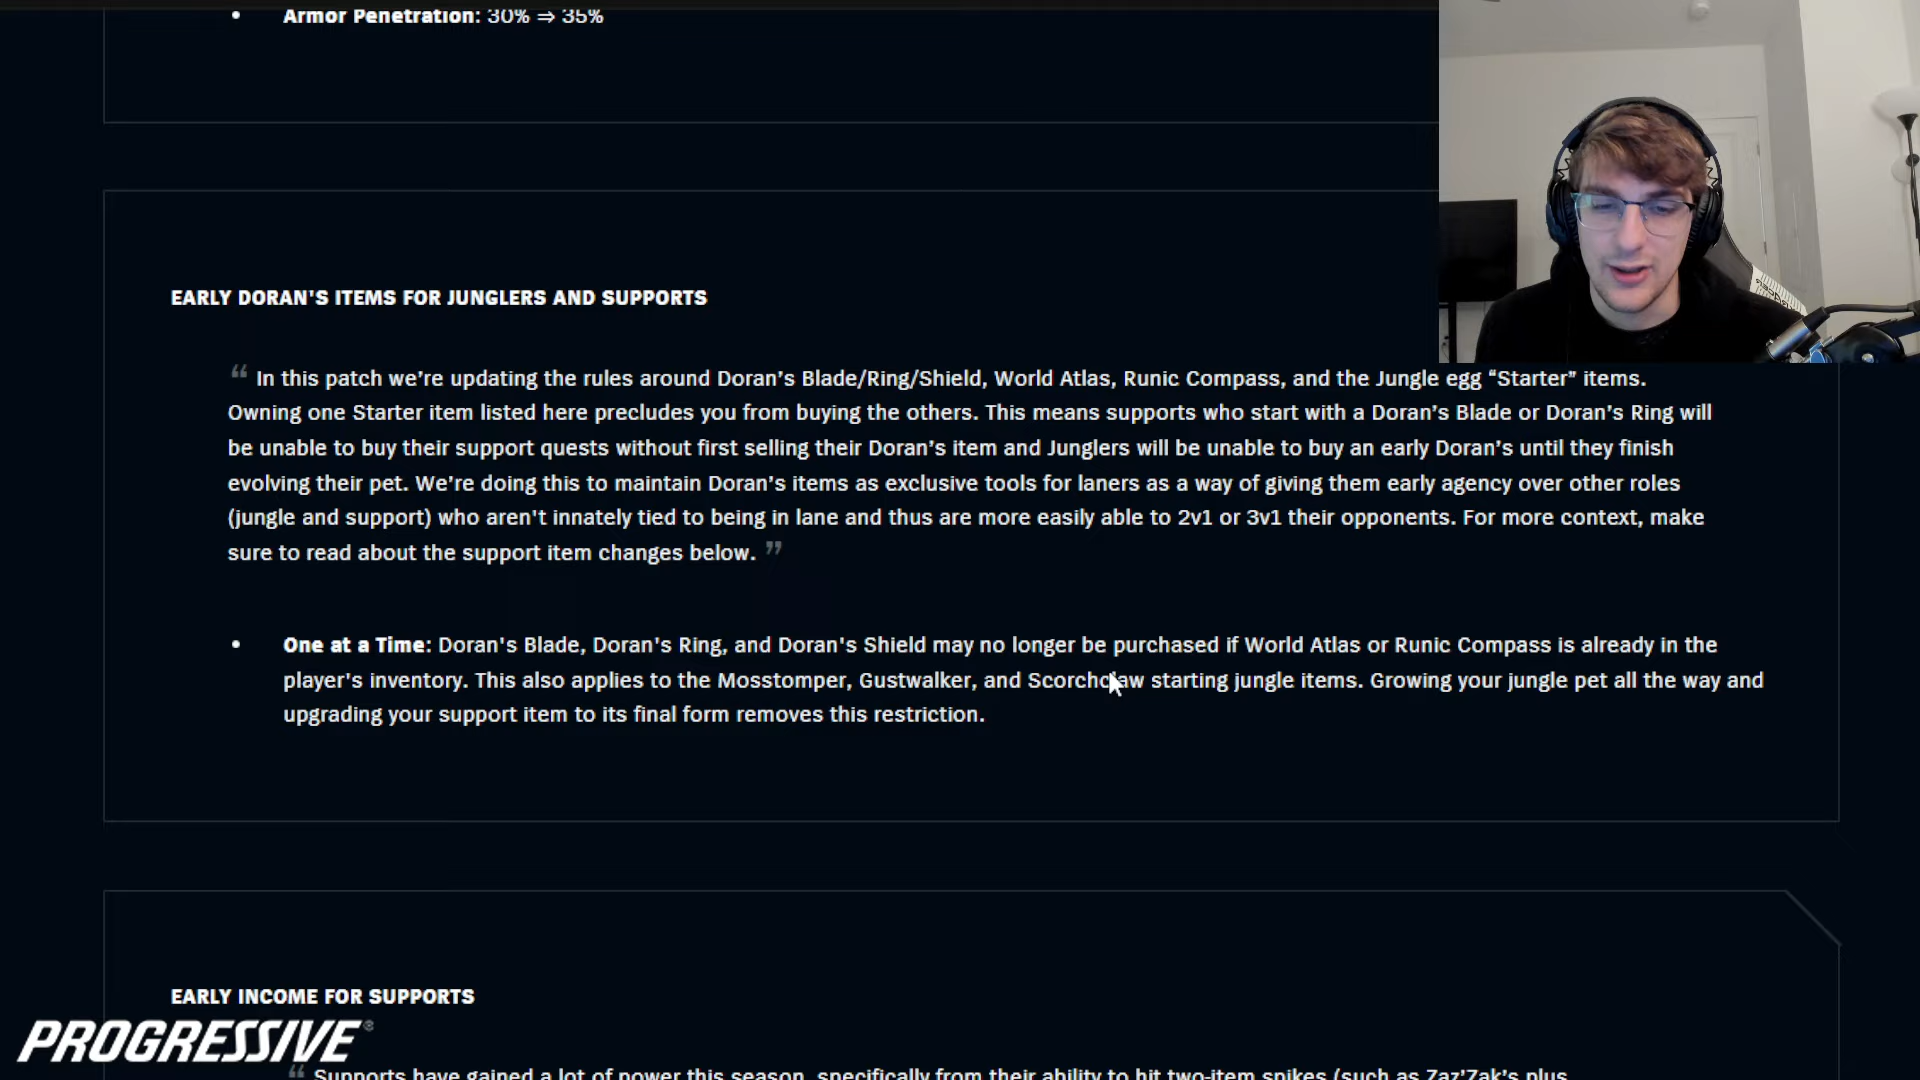 • Armor Penetration: 30% ⇒ 35%
EARLY DORAN'S ITEMS FOR JUNGLERS AND SUPPORTS
“ In this patch we’re updating the rules around Doran’s Blade/Ring/Shield, World Atlas, Runic Compass, and the Jungle egg “Starter” items.
Owning one Starter item listed here precludes you from buying the others. This means supports who start with a Doran’s Blade or Doran’s Ring will
be unable to buy their support quests without first selling their Doran’s item and Junglers will be unable to buy an early Doran’s until they finish
evolving their pet. We’re doing this to maintain Doran’s items as exclusive tools for laners as a way of giving them early agency over other roles
(jungle and support) who aren't innately tied to being in lane and thus are more easily able to 2v1 or 3v1 their opponents. For more context, make
sure to read about the support item changes below. ”
• One at a Time: Doran's Blade, Doran's Ring, and Doran's Shield may no longer be purchased if World Atlas or Runic Compass is already in the
player's inventory. This also applies to the Mosstomper, Gustwalker, and Scorchclaw starting jungle items. Growing your jungle pet all the way and
upgrading your support item to its final form removes this restriction.
EARLY INCOME FOR SUPPORTS
PROGRESSIVE®
“ Supports have gained a lot of power this season, specifically from their ability to hit two-item spikes (such as Zaz’Zak’s plus